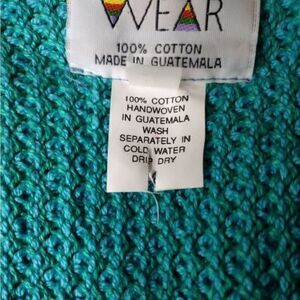 WEAR
100% COTTON
MADE IN GUATEMALA
100% COTTON
HANDWOVEN
IN GUATEMALA
WASH
SEPARATELY IN
COLD WATER
DRIP DRY